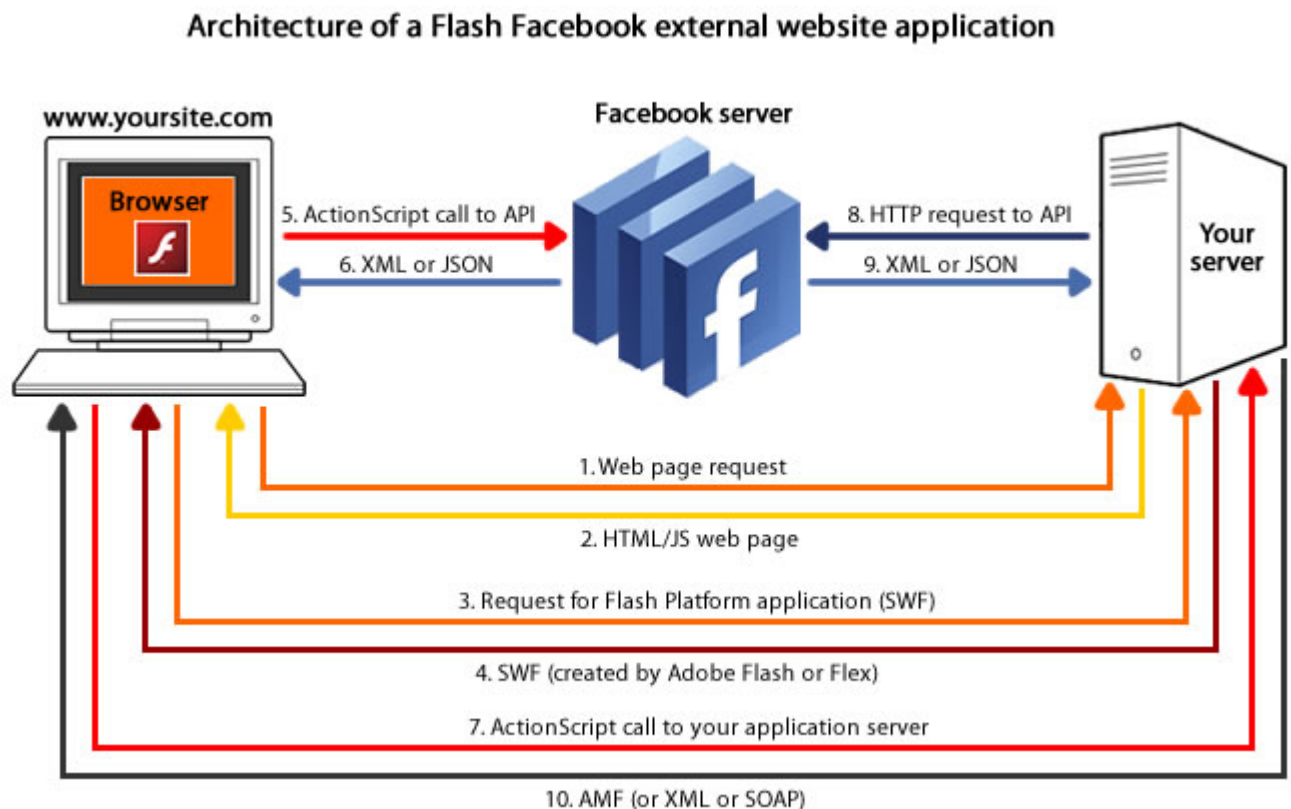 Architecture of a Flash Facebook external website application
www.yoursite.com
Facebook server
Browser
5. ActionScript call to API
8. HTTP request to API
Your
server
6. XML or JSON
9. XML or JSON
1. Web page request
2. HTML/JS web page
3. Request for Flash Platform application (SWF)
4. SWF (created by Adobe Flash or Flex)
7. ActionScript call to your application server
10. AMF (or XML or SOAP)